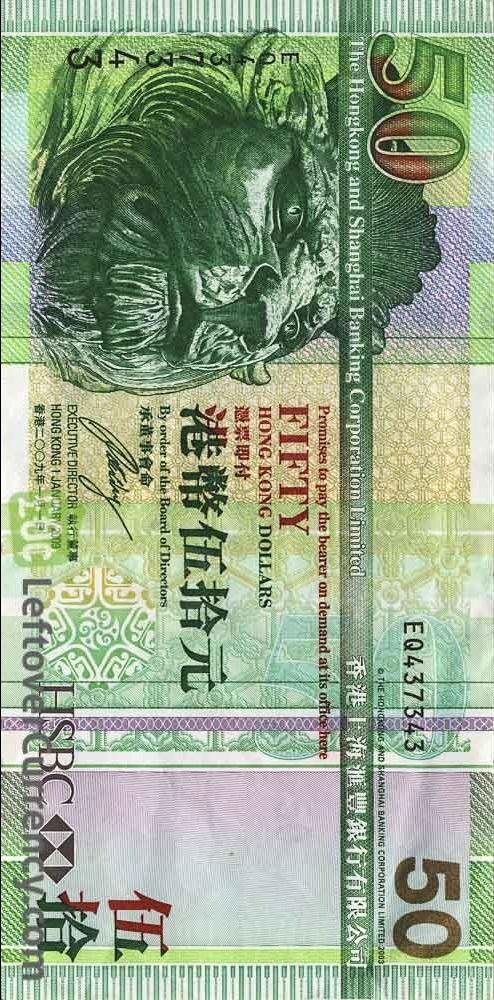 50
The Hongkong and Shanghai Banking Corporation Limited
香港上海滙豐銀行有限公司
© THE HONGKONG AND SHANGHAI BANKING CORPORATION LIMITED 2003
50
EQ437343
EQ437343
Promises to pay the bearer on demand at its office here
FIFTY
HONG KONG DOLLARS
憑票即付
港幣伍拾元
By order of the Board of Directors
承董事會命
EXECUTIVE DIRECTOR 執行董事
HONG KONG 1 JANUARY 2009
香港二〇〇九年一月一日
50
HSBC
伍拾
Leftovercurrency.com